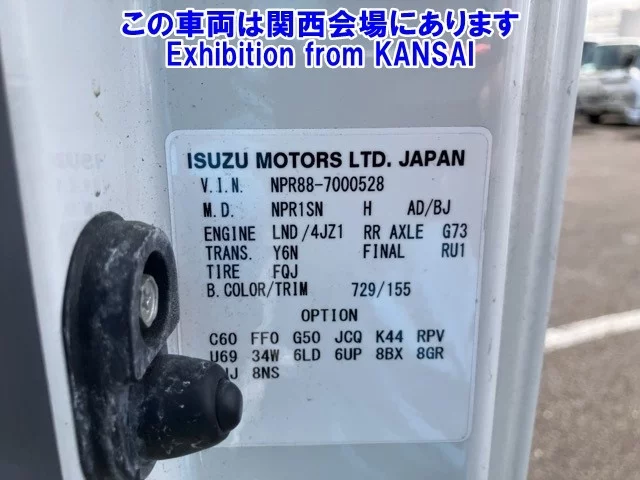 この車両は関西会場にあります
Exhibition from KANSAI
ISUZU MOTORS LTD. JAPAN
V.I.N. NPR88-7000528
M.D. NPR1SN H AD/BJ
ENGINE LND/4JZ1 RR AXLE G73
TRANS. Y6N FINAL RU1
TIRE FQJ
B.COLOR/TRIM 729/155
OPTION
C60 FF0 G50 JCQ K44 RPV
U69 34W 6LD 6UP 8BX 8GR
8NS